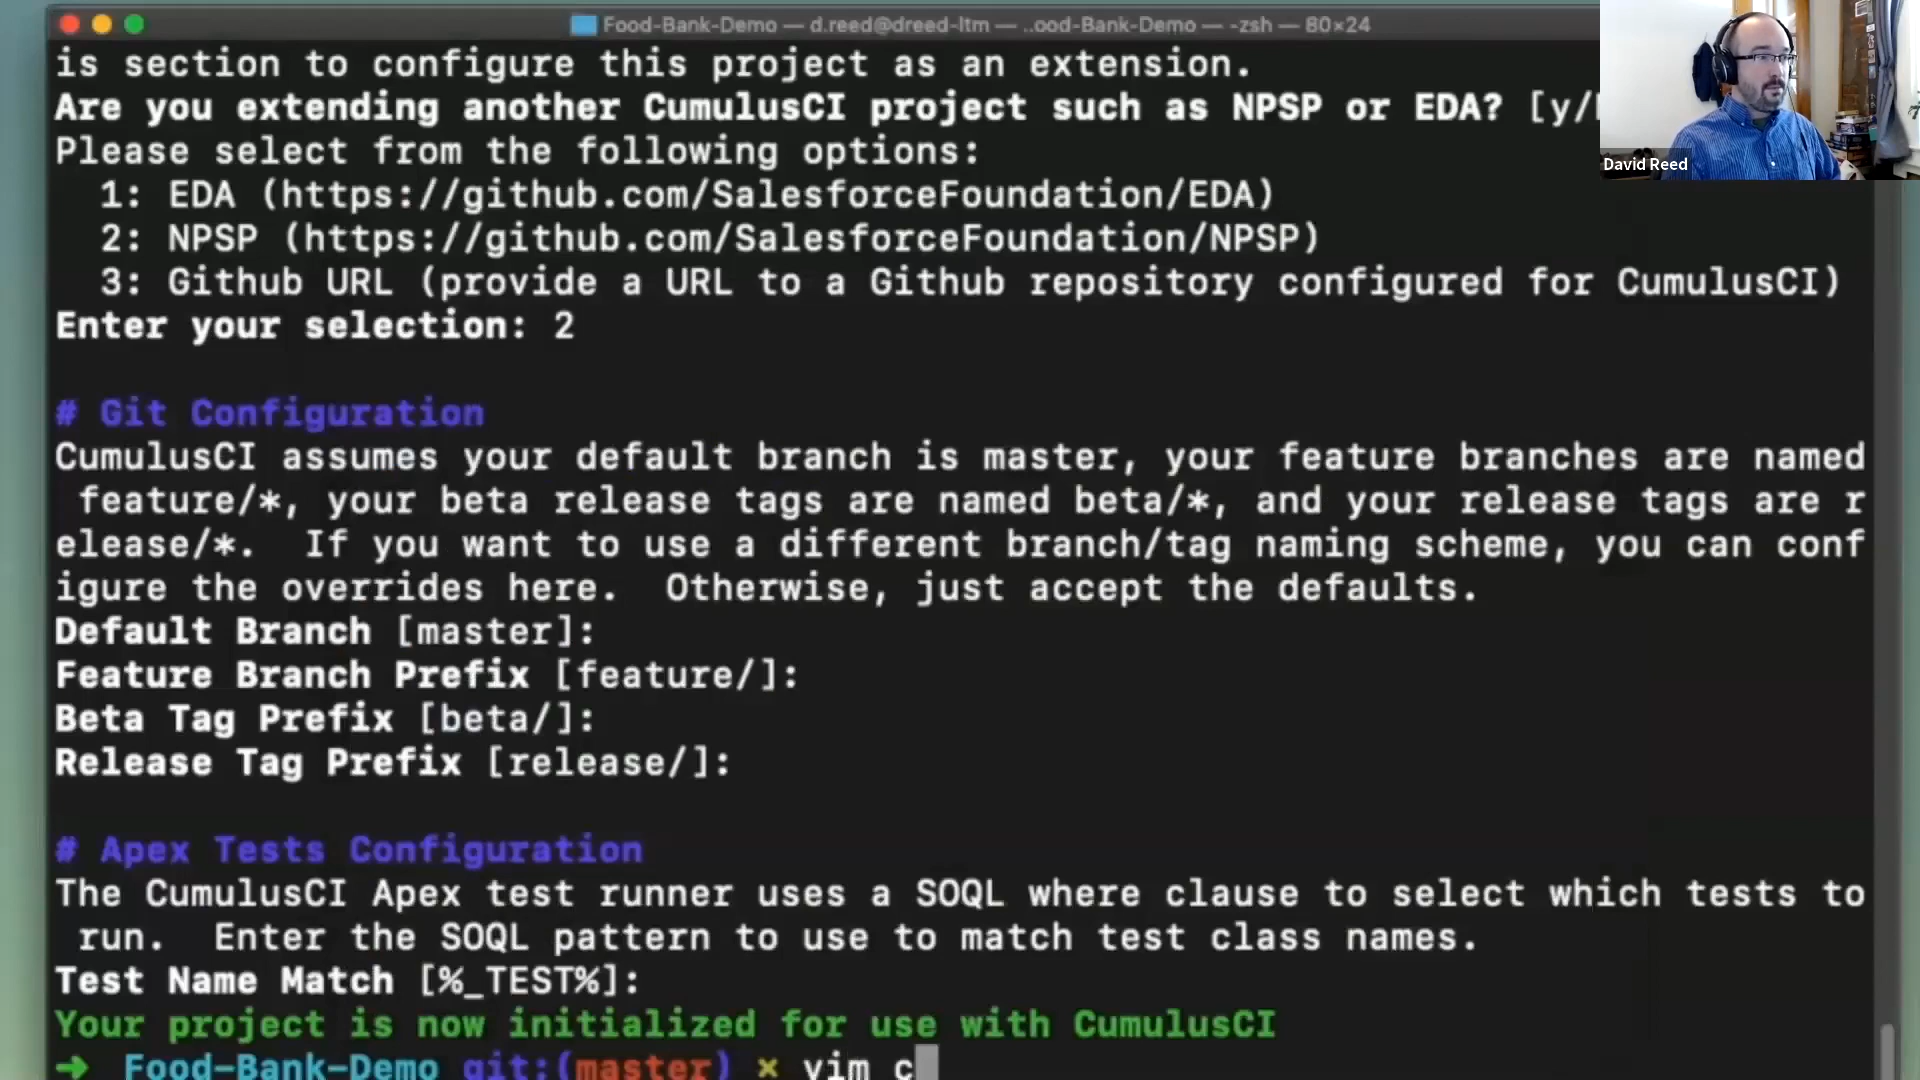 Food-Bank-Demo — d.reed@dreed-ltm — ..ood-Bank-Demo — -zsh — 80×24
is section to configure this project as an extension.
Are you extending another CumulusCI project such as NPSP or EDA? [y/
David Reed
Please select from the following options:
1: EDA (https://github.com/SalesforceFoundation/EDA)
2: NPSP (https://github.com/SalesforceFoundation/NPSP)
3: Github URL (provide a URL to a Github repository configured for CumulusCI)
Enter your selection: 2
# Git Configuration
CumulusCI assumes your default branch is master, your feature branches are named
feature/*, your beta release tags are named beta/*, and your release tags are r
elease/*.  If you want to use a different branch/tag naming scheme, you can conf
igure the overrides here.  Otherwise, just accept the defaults.
Default Branch [master]:
Feature Branch Prefix [feature/]:
Beta Tag Prefix [beta/]:
Release Tag Prefix [release/]:
# Apex Tests Configuration
The CumulusCI Apex test runner uses a SOQL where clause to select which tests to
run.  Enter the SOQL pattern to use to match test class names.
Test Name Match [%_TEST%]:
Your project is now initialized for use with CumulusCI
➜ Food-Bank-Demo git:(master) × vim c